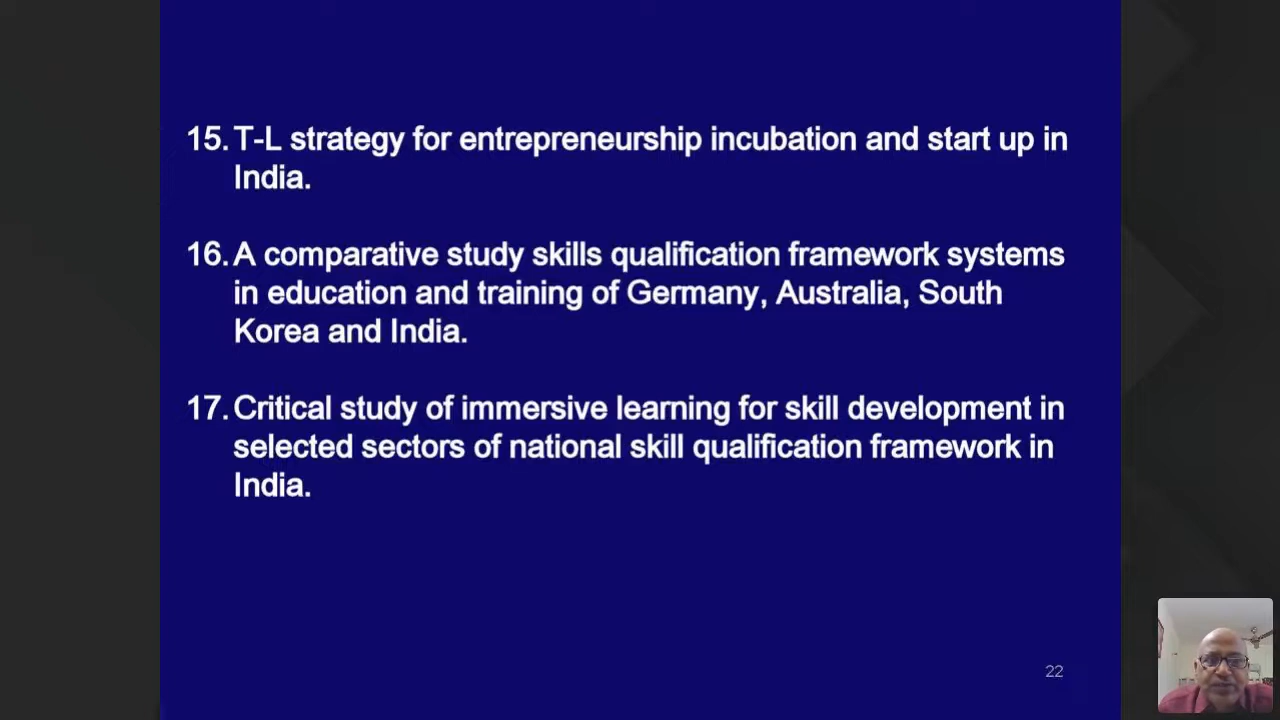 15. T-L strategy for entrepreneurship incubation and start up in
India.
16. A comparative study skills qualification framework systems
in education and training of Germany, Australia, South
Korea and India.
17. Critical study of immersive learning for skill development in
selected sectors of national skill qualification framework in
India.
22